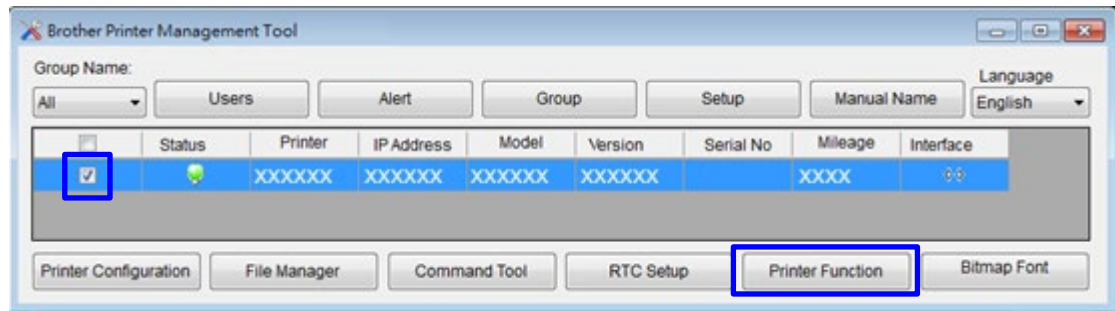 Brother Printer Management Tool
Group Name:
Language
All Users Alert Group Setup Manual Name English
Status Printer IP Address Model Version Serial No Mileage Interface
XXXXXX XXXXXX XXXXXX XXXXXX XXXX
Printer Configuration File Manager Command Tool RTC Setup Printer Function Bitmap Font